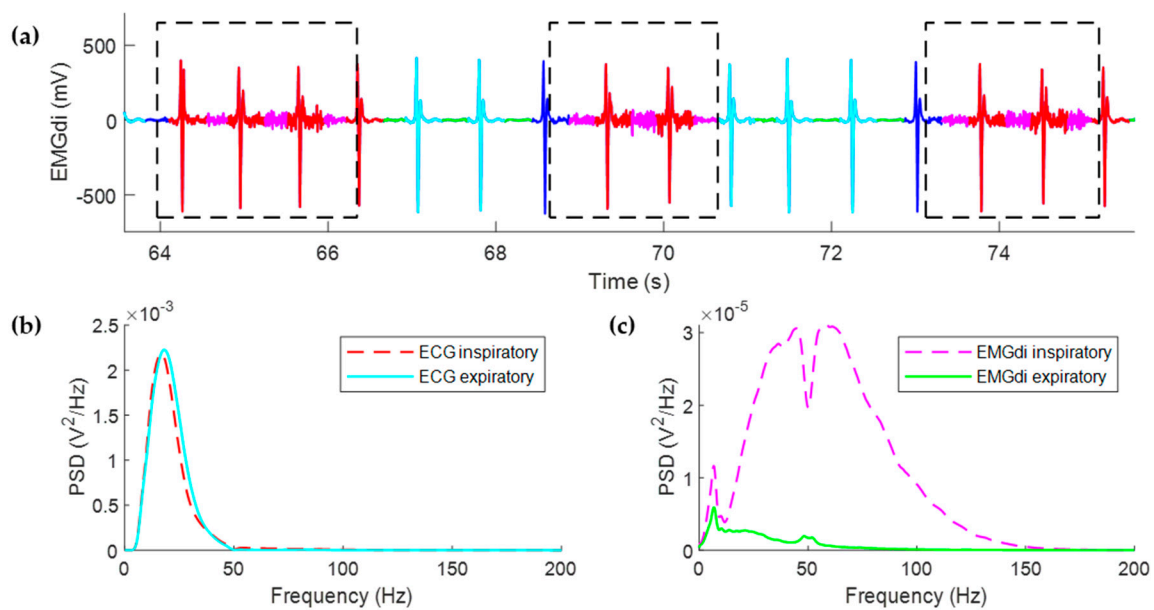 (a)
EMGdi (mV)
500
0
-500
64
66
68
70
72
74
Time (s)
(b)
×10⁻³
PSD (V²/Hz)
2.5
2
1.5
1
0.5
0
0
50
100
150
200
Frequency (Hz)
ECG inspiratory
ECG expiratory
(c)
×10⁻⁵
PSD (V²/Hz)
3
2
1
0
0
50
100
150
200
Frequency (Hz)
EMGdi inspiratory
EMGdi expiratory